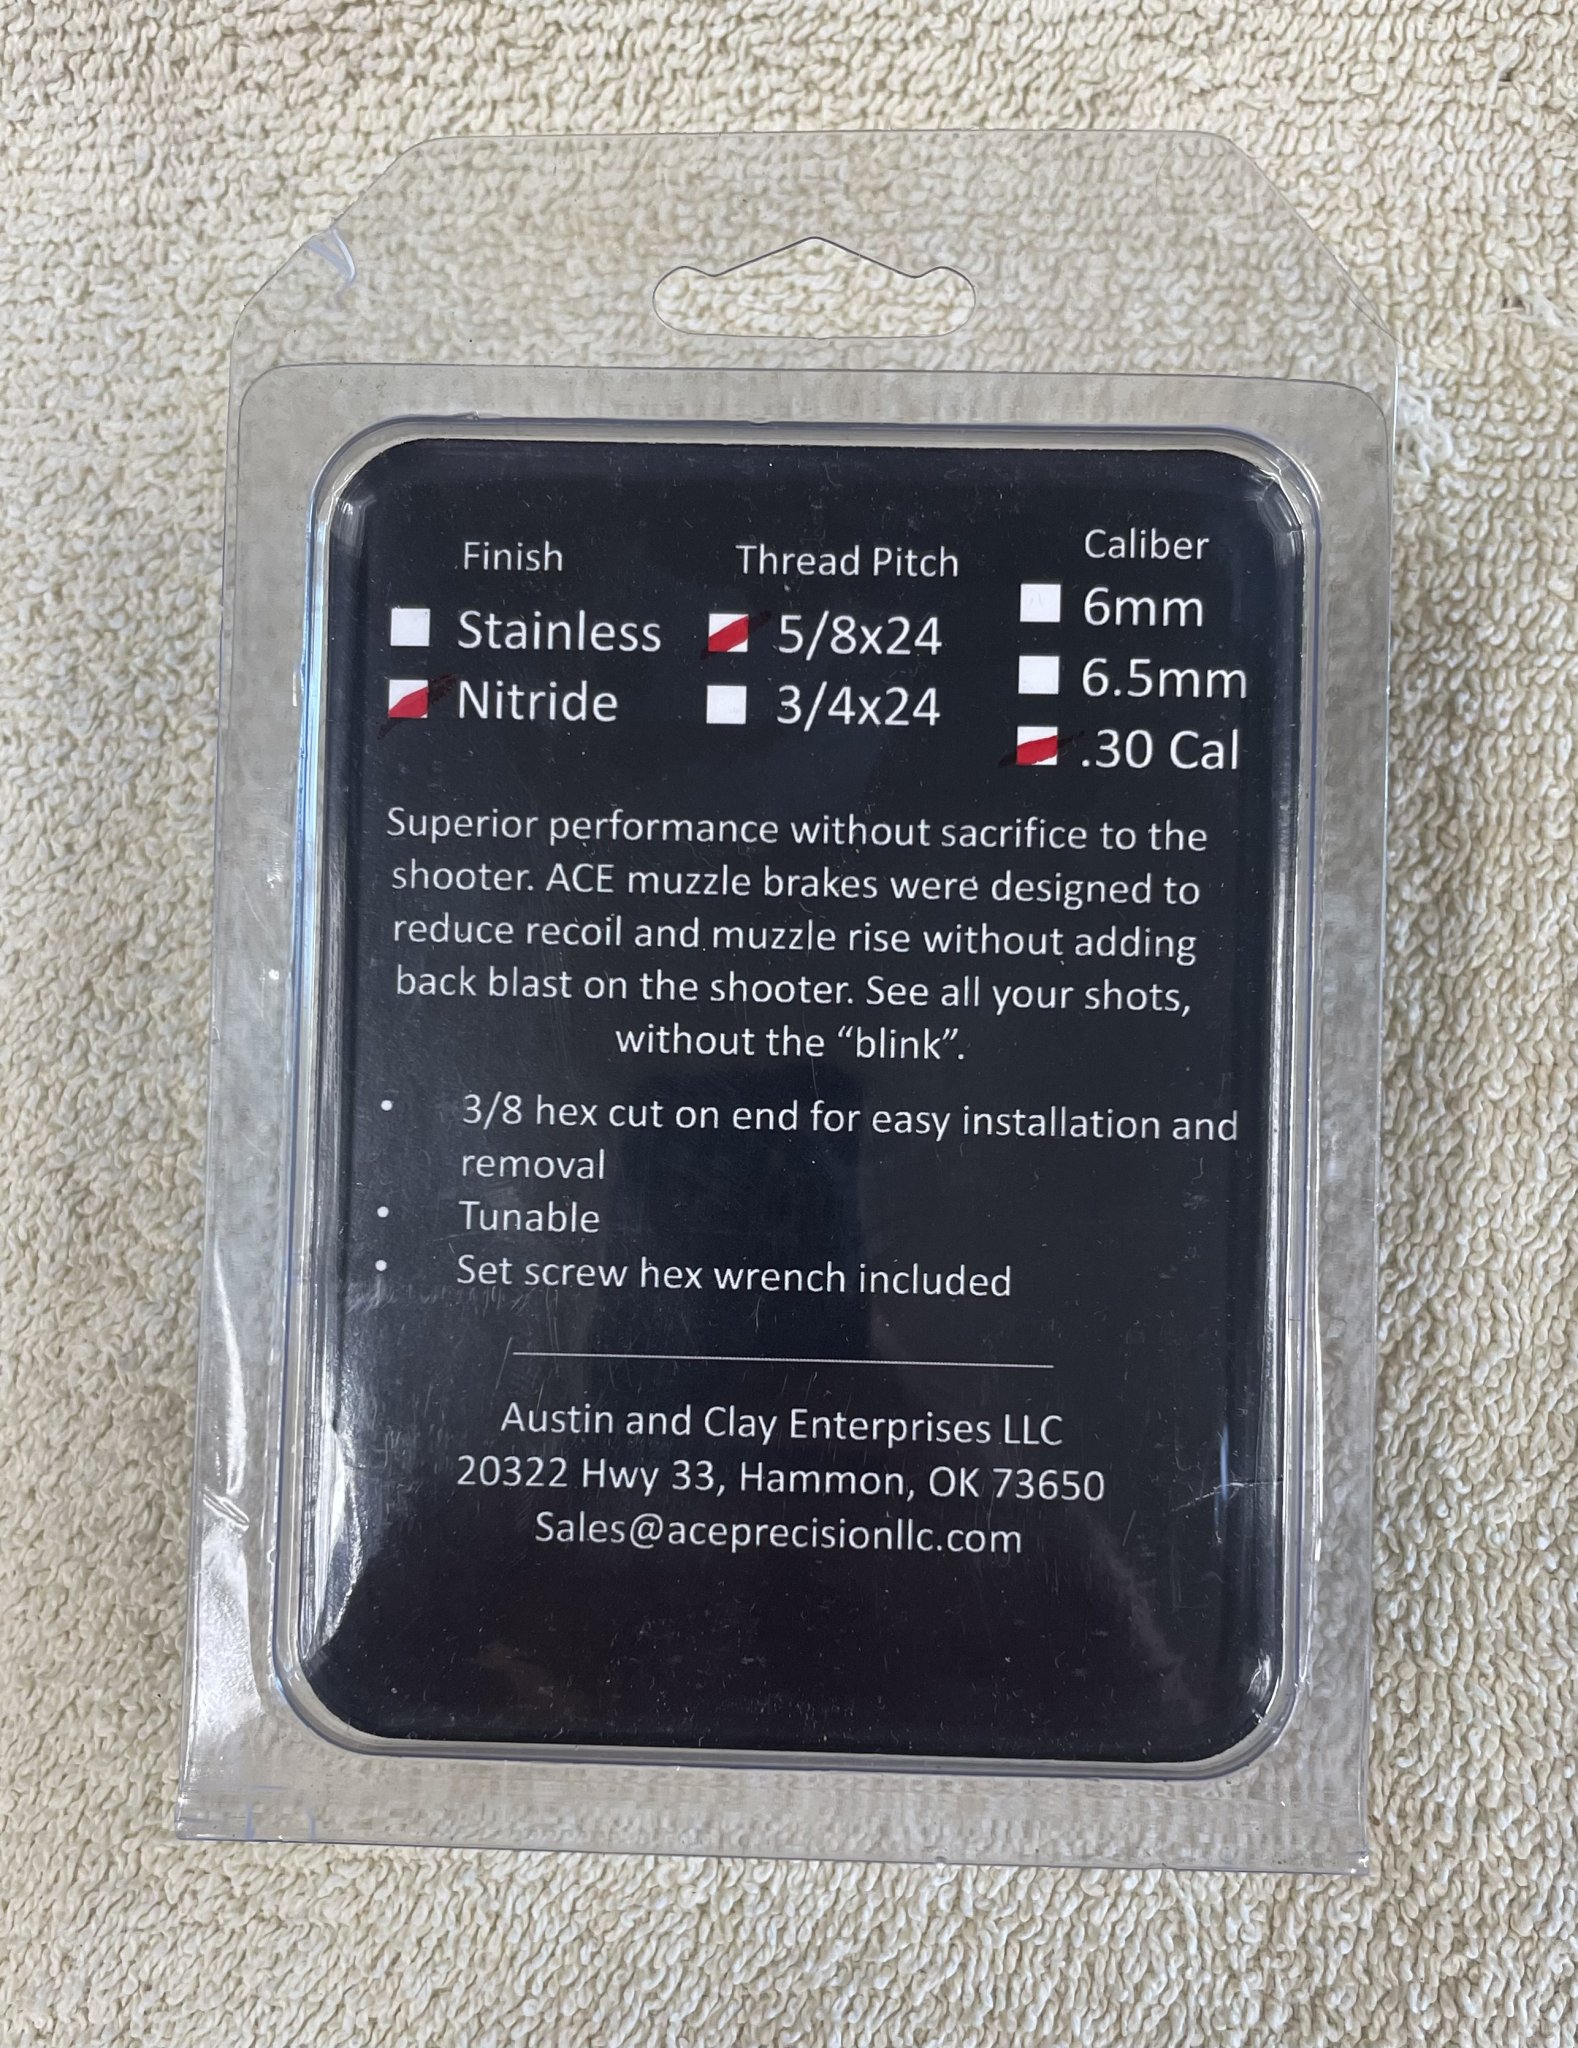 Finish
Thread Pitch
Caliber
Stainless
Nitride
5/8x24
3/4x24
6mm
6.5mm
.30 Cal
Superior performance without sacrifice to the
shooter. ACE muzzle brakes were designed to
reduce recoil and muzzle rise without adding
back blast on the shooter. See all your shots,
without the “blink”.
• 3/8 hex cut on end for easy installation and
removal
• Tunable
• Set screw hex wrench included
Austin and Clay Enterprises LLC
20322 Hwy 33, Hammon, OK 73650
Sales@aceprecisionllc.com